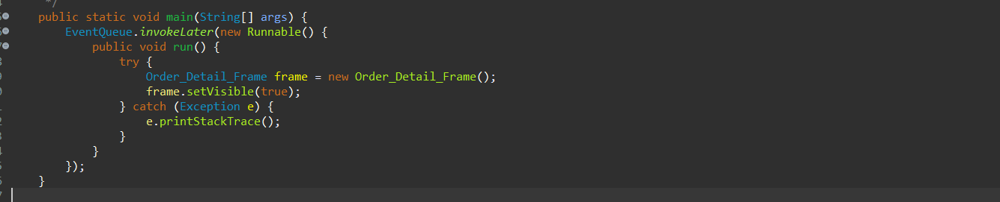 */
public static void main(String[] args) {
EventQueue.invokeLater(new Runnable() {
public void run() {
try {
Order_Detail_Frame frame = new Order_Detail_Frame();
frame.setVisible(true);
} catch (Exception e) {
e.printStackTrace();
}
}
});
}